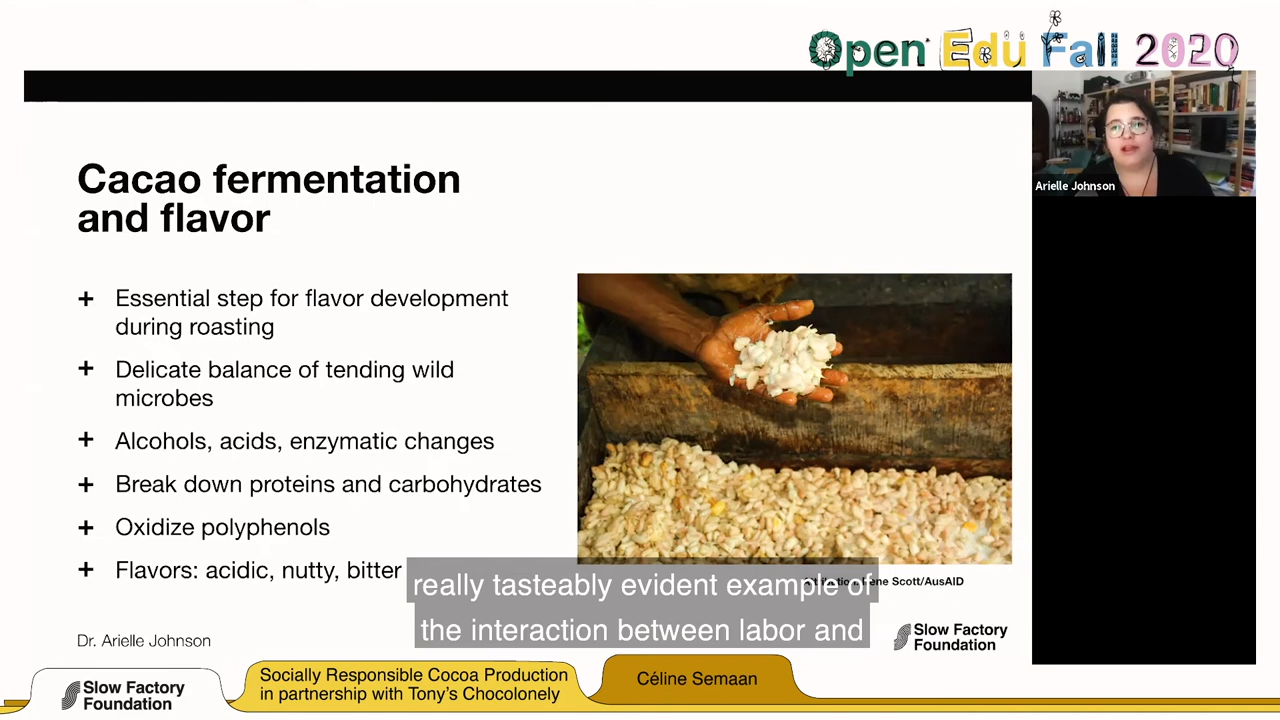 Open Edu Fall 2020
Arielle Johnson
Cacao fermentation
and flavor
+ Essential step for flavor development
during roasting
+ Delicate balance of tending wild
microbes
+ Alcohols, acids, enzymatic changes
+ Break down proteins and carbohydrates
+ Oxidize polyphenols
+ Flavors: acidic, nutty, bitter
Scott/AusAID
really tasteably evident example of
the interaction between labor and
Dr. Arielle Johnson
Slow Factory
Foundation
Slow Factory
Foundation
Socially Responsible Cocoa Production
in partnership with Tony's Chocolonely
Céline Semaan